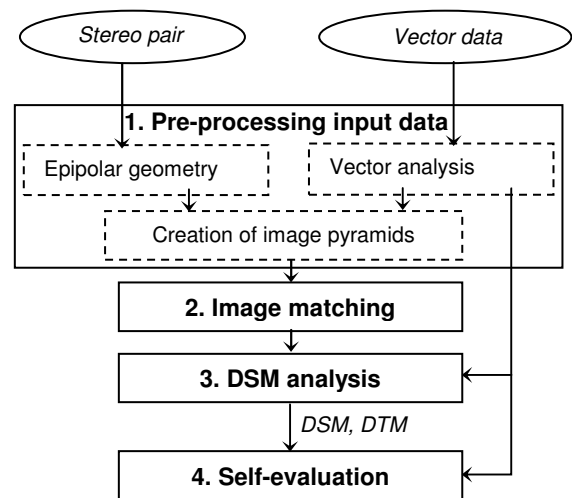 Stereo pair
Vector data
1. Pre-processing input data
Epipolar geometry
Vector analysis
Creation of image pyramids
2. Image matching
3. DSM analysis
DSM, DTM
4. Self-evaluation